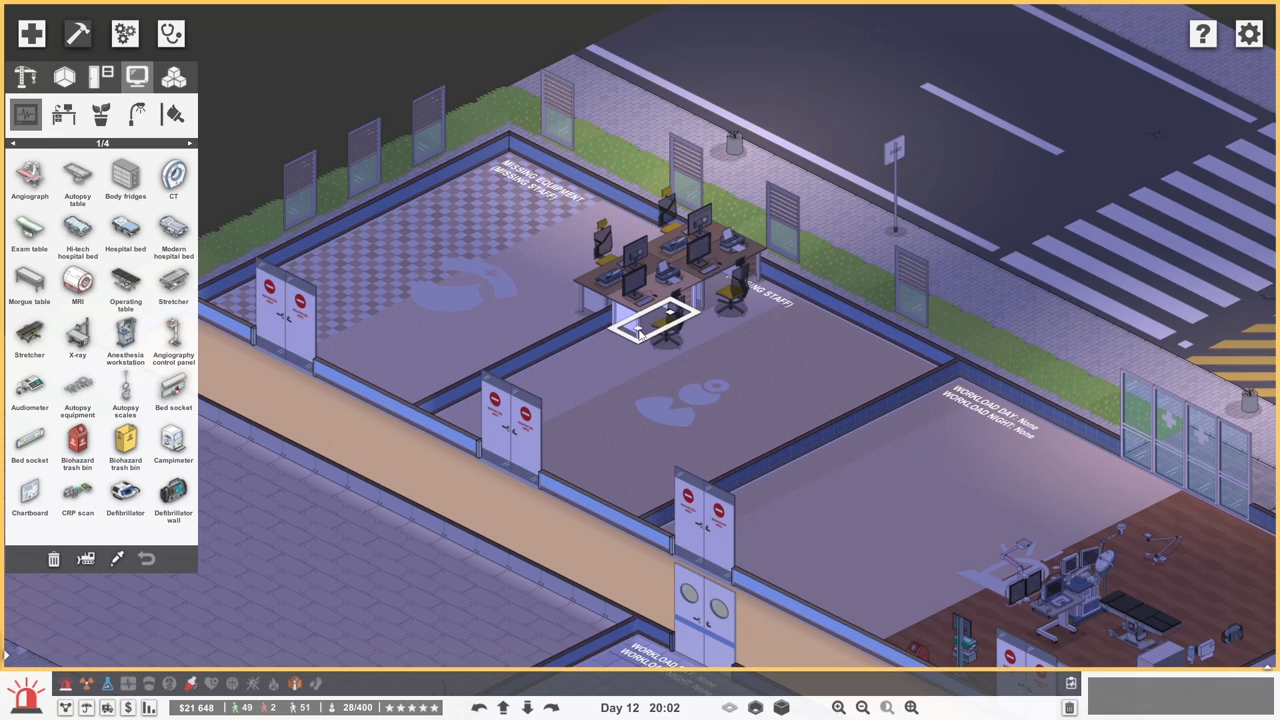 1/4
Angiograph
Autopsy table
Body fridges
CT
Exam table
Hi-tech hospital bed
Hospital bed
Modern hospital bed
Morgue table
MRI
Operating table
Stretcher
Stretcher
X-ray
Anesthesia workstation
Angiography control panel
Audiometer
Autopsy equipment
Autopsy scales
Bed socket
Bed socket
Biohazard trash bin
Biohazard trash bin
Campimeter
Chartboard
CRP scan
Defibrillator
Defibrillator wall
MISSING EQUIPMENT
(MISSING STAFF)
STAFF)
WORKLOAD DAY: None
WORKLOAD NIGHT: None
$21 648
49
2
51
28/400
Day 12 20:02
?